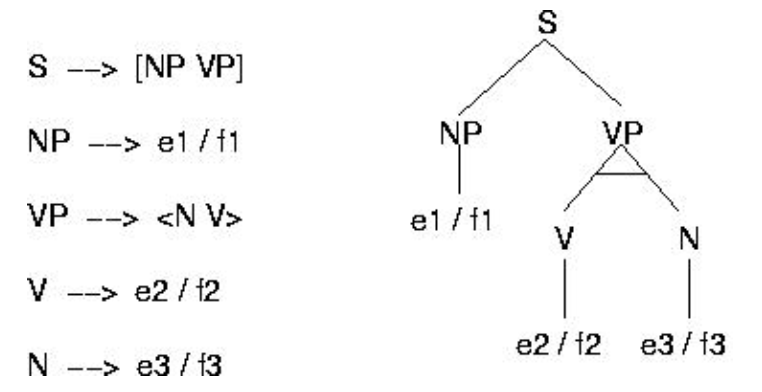 S --> [NP VP]
NP --> e1 / f1
VP --> <N V>
V --> e2 / f2
N --> e3 / f3
S
NP VP
e1 / f1
V N
e2 / f2 e3 / f3